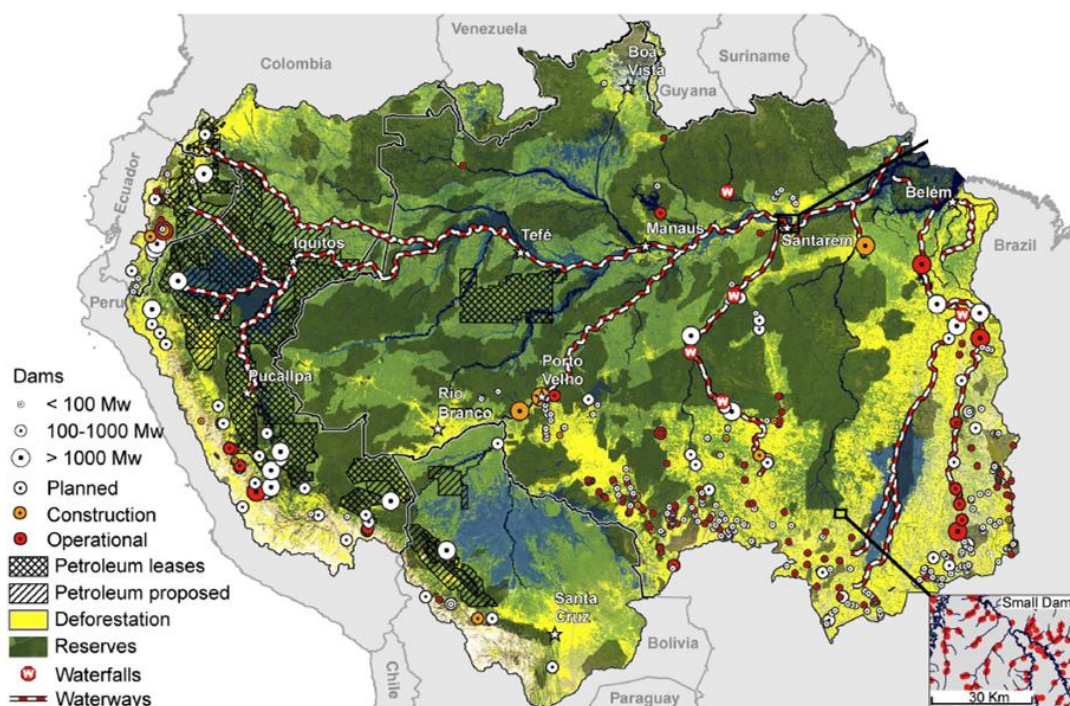 Venezuela
Colombia
Boa
Vista
Suriname
Guyana
Ecuador
Belém
Manaus
Santarém
Iquitos
Tefé
Brazil
Peru
Dams
< 100 Mw
100-1000 Mw
> 1000 Mw
Planned
Construction
Operational
Petroleum leases
Petroleum proposed
Deforestation
Reserves
W Waterfalls
Waterways
Pucallpa
Rio
Branco
Porto
Velho
W
W
W
W
W
Santa
Cruz
Bolivia
Chile
Paraguay
Small Dam
30 Km